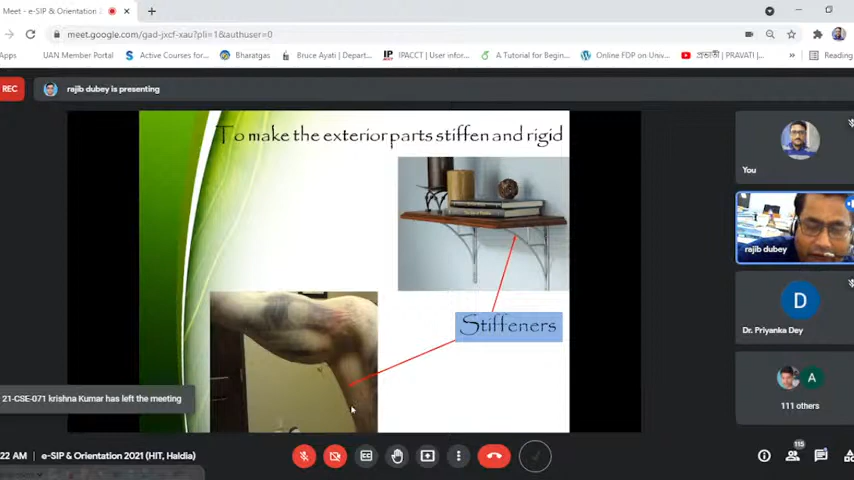 Meet - e-SIP & Orientation
meet.google.com/gad-jxcf-xau?pli=1&authuser=0
Apps
UAN Member Portal
Active Courses for...
Bharatgas
Bruce Ayati | Depart...
IPACCT | User infor...
A Tutorial for Begin...
Online FDP on Univ...
| PRAVATI | ...
»
Reading
REC
rajib dubey is presenting
To make the exterior parts stiffen and rigid
Stiffeners
You
rajib dubey
D
Dr. Priyanka Dey
A
111 others
21-CSE-071 krishna Kumar has left the meeting
22 AM
e-SIP & Orientation 2021 (HIT, Haldia)
115